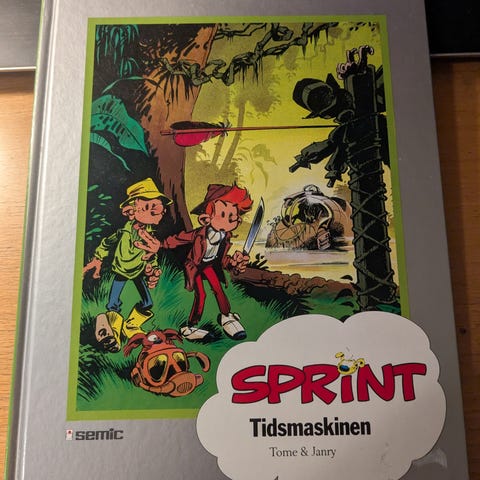 SPRINT
Tidsmaskinen
Tome & Janry
semic